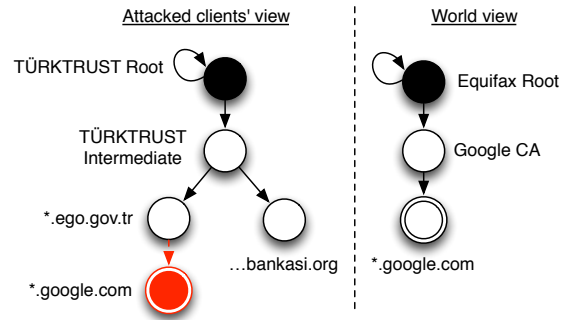 Attacked clients' view
World view
TÜRKTRUST Root
Equifax Root
TÜRKTRUST
Intermediate
Google CA
*.ego.gov.tr
...bankasi.org
*.google.com
*.google.com